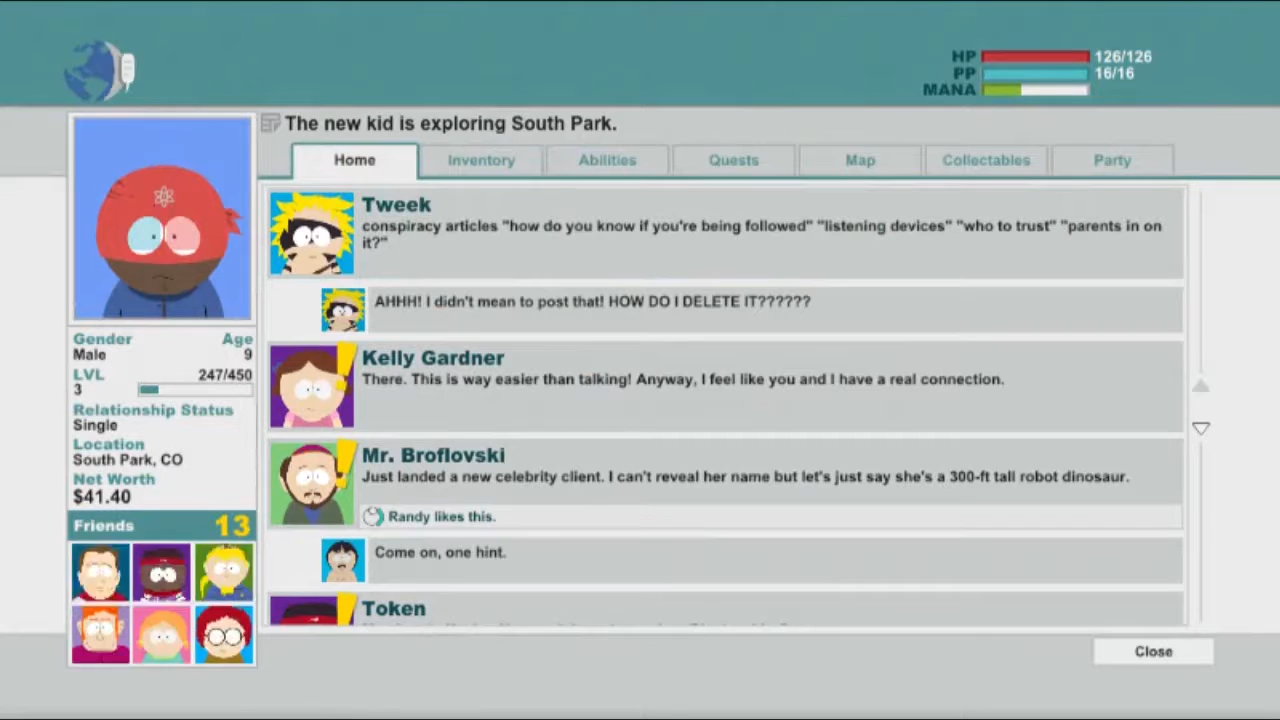 HP 126/126
PP 16/16
MANA
The new kid is exploring South Park.
Home Inventory Abilities Quests Map Collectables Party
Gender Age
Male 9
LVL 247/450
3
Relationship Status
Single
Location
South Park, CO
Net Worth
$41.40
Friends 13
Tweek
conspiracy articles "how do you know if you're being followed" "listening devices" "who to trust" "parents in on
it?"
AHHH! I didn't mean to post that! HOW DO I DELETE IT??????
Kelly Gardner
There. This is way easier than talking! Anyway, I feel like you and I have a real connection.
Mr. Broflovski
Just landed a new celebrity client. I can't reveal her name but let's just say she's a 300-ft tall robot dinosaur.
Randy likes this.
Come on, one hint.
Token
Close